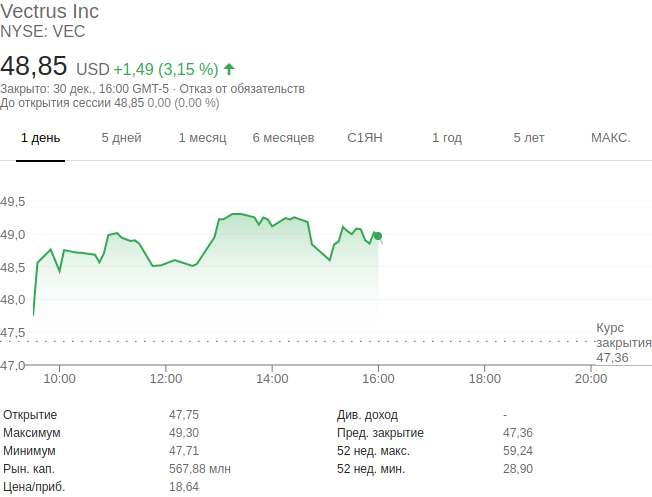 Vectrus Inc
NYSE: VEC
48,85 USD +1,49 (3,15 %)
Закрыто: 30 дек., 16:00 GMT-5 · Отказ от обязательств
До открытия сессии 48,85 0,00 (0,00 %)
1 день 5 дней 1 месяц 6 месяцев С1ЯН 1 год 5 лет МАКС.
49,5
49,0
48,5
48,0
47,5
47,0
Курс
закрытия
47,36
10:00 12:00 14:00 16:00 18:00 20:00
Открытие 47,75 Див. доход -
Максимум 49,30 Пред. закрытие 47,36
Минимум 47,71 52 нед. макс. 59,24
Рын. кап. 567,88 млн 52 нед. мин. 28,90
Цена/приб. 18,64